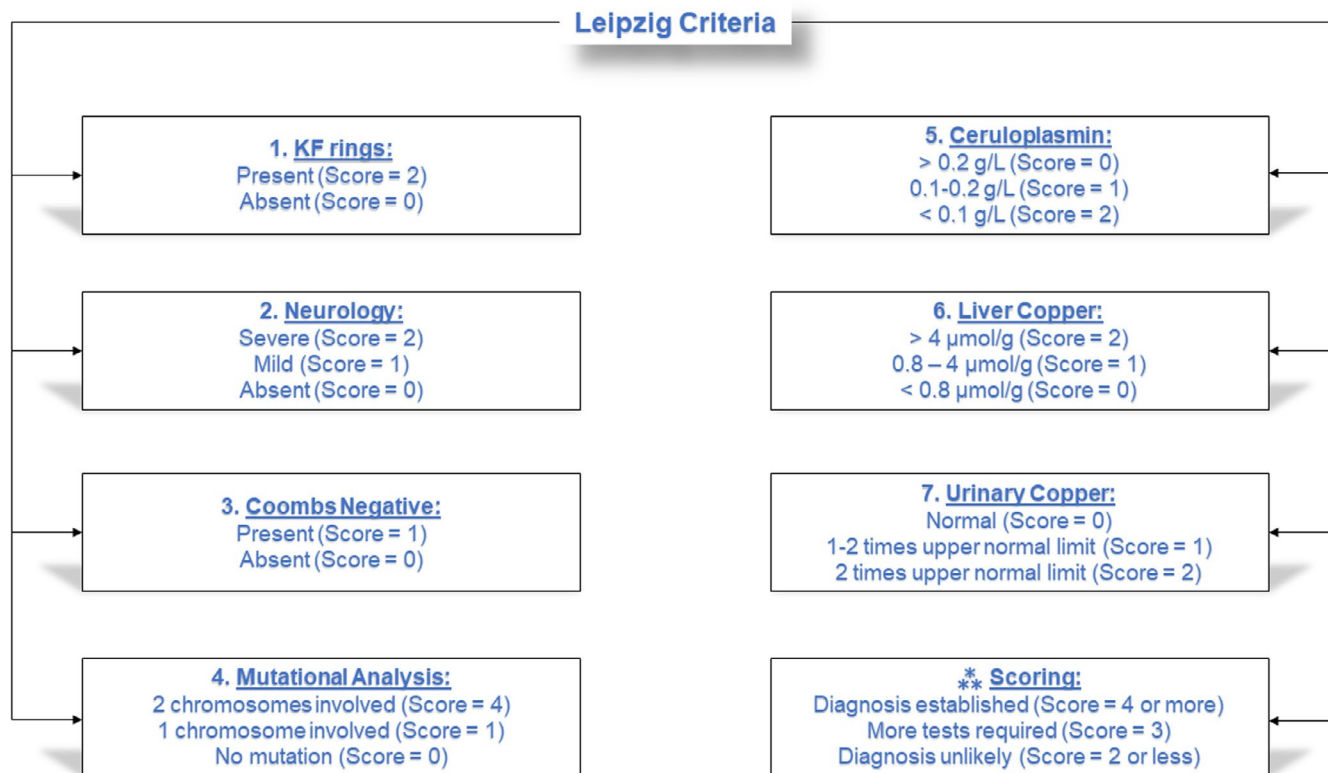 Leipzig Criteria
1. KF rings:
Present (Score = 2)
Absent (Score = 0)
2. Neurology:
Severe (Score = 2)
Mild (Score = 1)
Absent (Score = 0)
3. Coombs Negative:
Present (Score = 1)
Absent (Score = 0)
4. Mutational Analysis:
2 chromosomes involved (Score = 4)
1 chromosome involved (Score = 1)
No mutation (Score = 0)
5. Ceruloplasmin:
> 0.2 g/L (Score = 0)
0.1-0.2 g/L (Score = 1)
< 0.1 g/L (Score = 2)
6. Liver Copper:
> 4 µmol/g (Score = 2)
0.8 – 4 µmol/g (Score = 1)
< 0.8 µmol/g (Score = 0)
7. Urinary Copper:
Normal (Score = 0)
1-2 times upper normal limit (Score = 1)
2 times upper normal limit (Score = 2)
⁂ Scoring:
Diagnosis established (Score = 4 or more)
More tests required (Score = 3)
Diagnosis unlikely (Score = 2 or less)